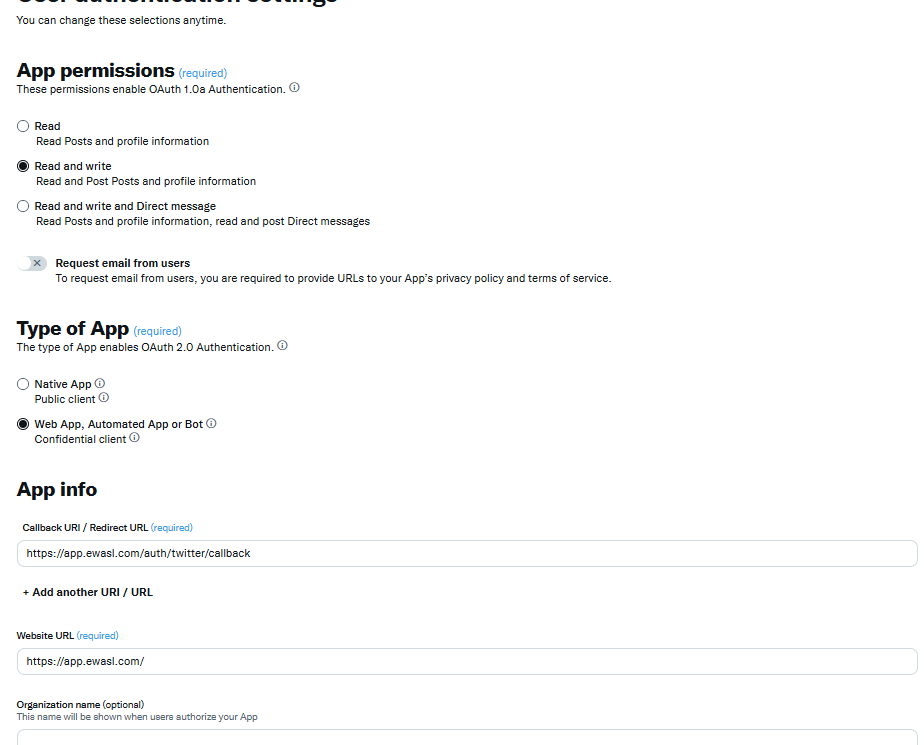 User authentication settings
You can change these selections anytime.
App permissions (required)
These permissions enable OAuth 1.0a Authentication.
Read
Read Posts and profile information
Read and write
Read and Post Posts and profile information
Read and write and Direct message
Read Posts and profile information, read and post Direct messages
Request email from users
To request email from users, you are required to provide URLs to your App's privacy policy and terms of service.
Type of App (required)
The type of App enables OAuth 2.0 Authentication.
Native App
Public client
Web App, Automated App or Bot
Confidential client
App info
Callback URI / Redirect URL (required)
https://app.ewasl.com/auth/twitter/callback
+ Add another URI / URL
Website URL (required)
https://app.ewasl.com/
Organization name (optional)
This name will be shown when users authorize your App